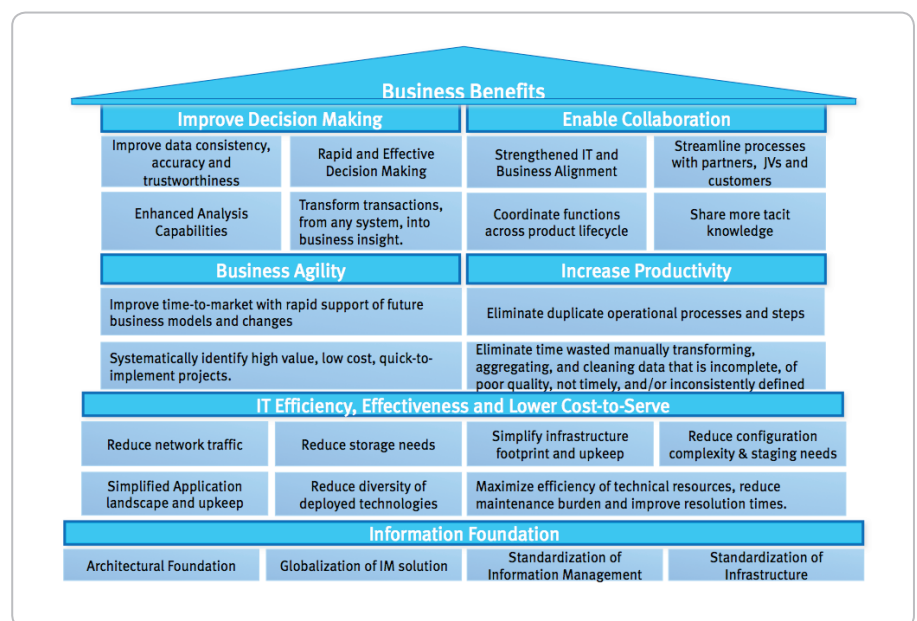 Business Benefits
Improve Decision Making
Improve data consistency,
accuracy and
trustworthiness
Rapid and Effective
Decision Making
Enhanced Analysis
Capabilities
Transform transactions,
from any system, into
business insight.
Enable Collaboration
Strengthened IT and
Business Alignment
Streamline processes
with partners, JVs and
customers
Coordinate functions
across product lifecycle
Share more tacit
knowledge
Business Agility
Improve time-to-market with rapid support of future
business models and changes
Systematically identify high value, low cost, quick-to-
implement projects.
Increase Productivity
Eliminate duplicate operational processes and steps
Eliminate time wasted manually transforming,
aggregating, and cleaning data that is incomplete, of
poor quality, not timely, and/or inconsistently defined
IT Efficiency, Effectiveness and Lower Cost-to-Serve
Reduce network traffic
Reduce storage needs
Simplify infrastructure
footprint and upkeep
Reduce configuration
complexity & staging needs
Simplified Application
landscape and upkeep
Reduce diversity of
deployed technologies
Maximize efficiency of technical resources, reduce
maintenance burden and improve resolution times.
Information Foundation
Architectural Foundation
Globalization of IM solution
Standardization of
Information Management
Standardization of
Infrastructure